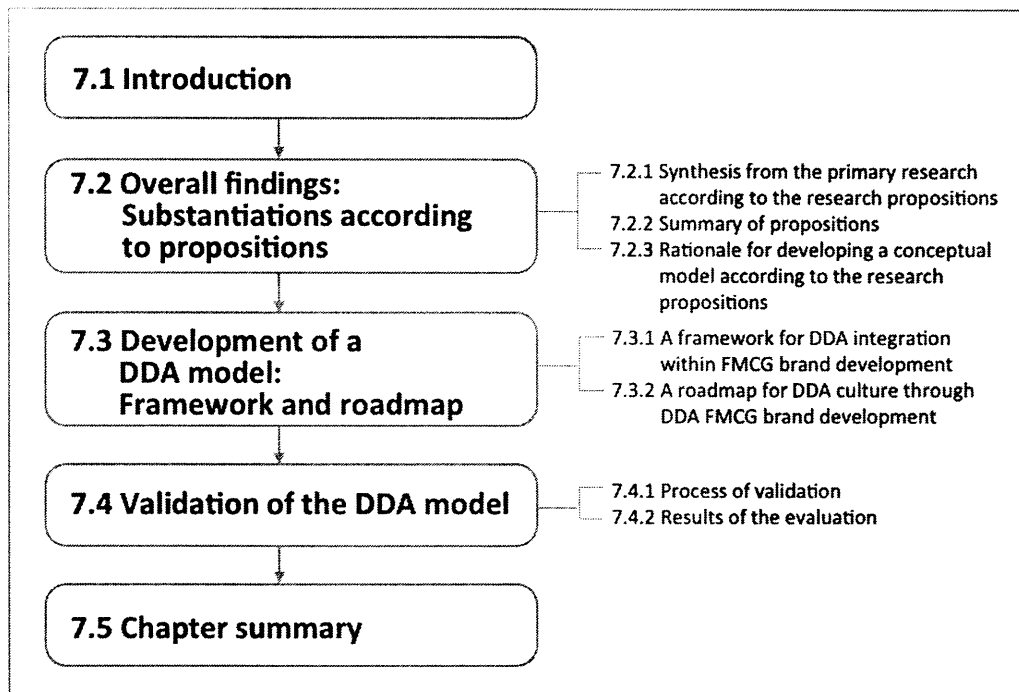 7.1 Introduction
7.2 Overall findings:
Substantiations according
to propositions
7.2.1 Synthesis from the primary research
according to the research propositions
7.2.2 Summary of propositions
7.2.3 Rationale for developing a conceptual
model according to the research
propositions
7.3 Development of a
DDA model:
Framework and roadmap
7.3.1 A framework for DDA integration
within FMCG brand development
7.3.2 A roadmap for DDA culture through
DDA FMCG brand development
7.4 Validation of the DDA model
7.4.1 Process of validation
7.4.2 Results of the evaluation
7.5 Chapter summary